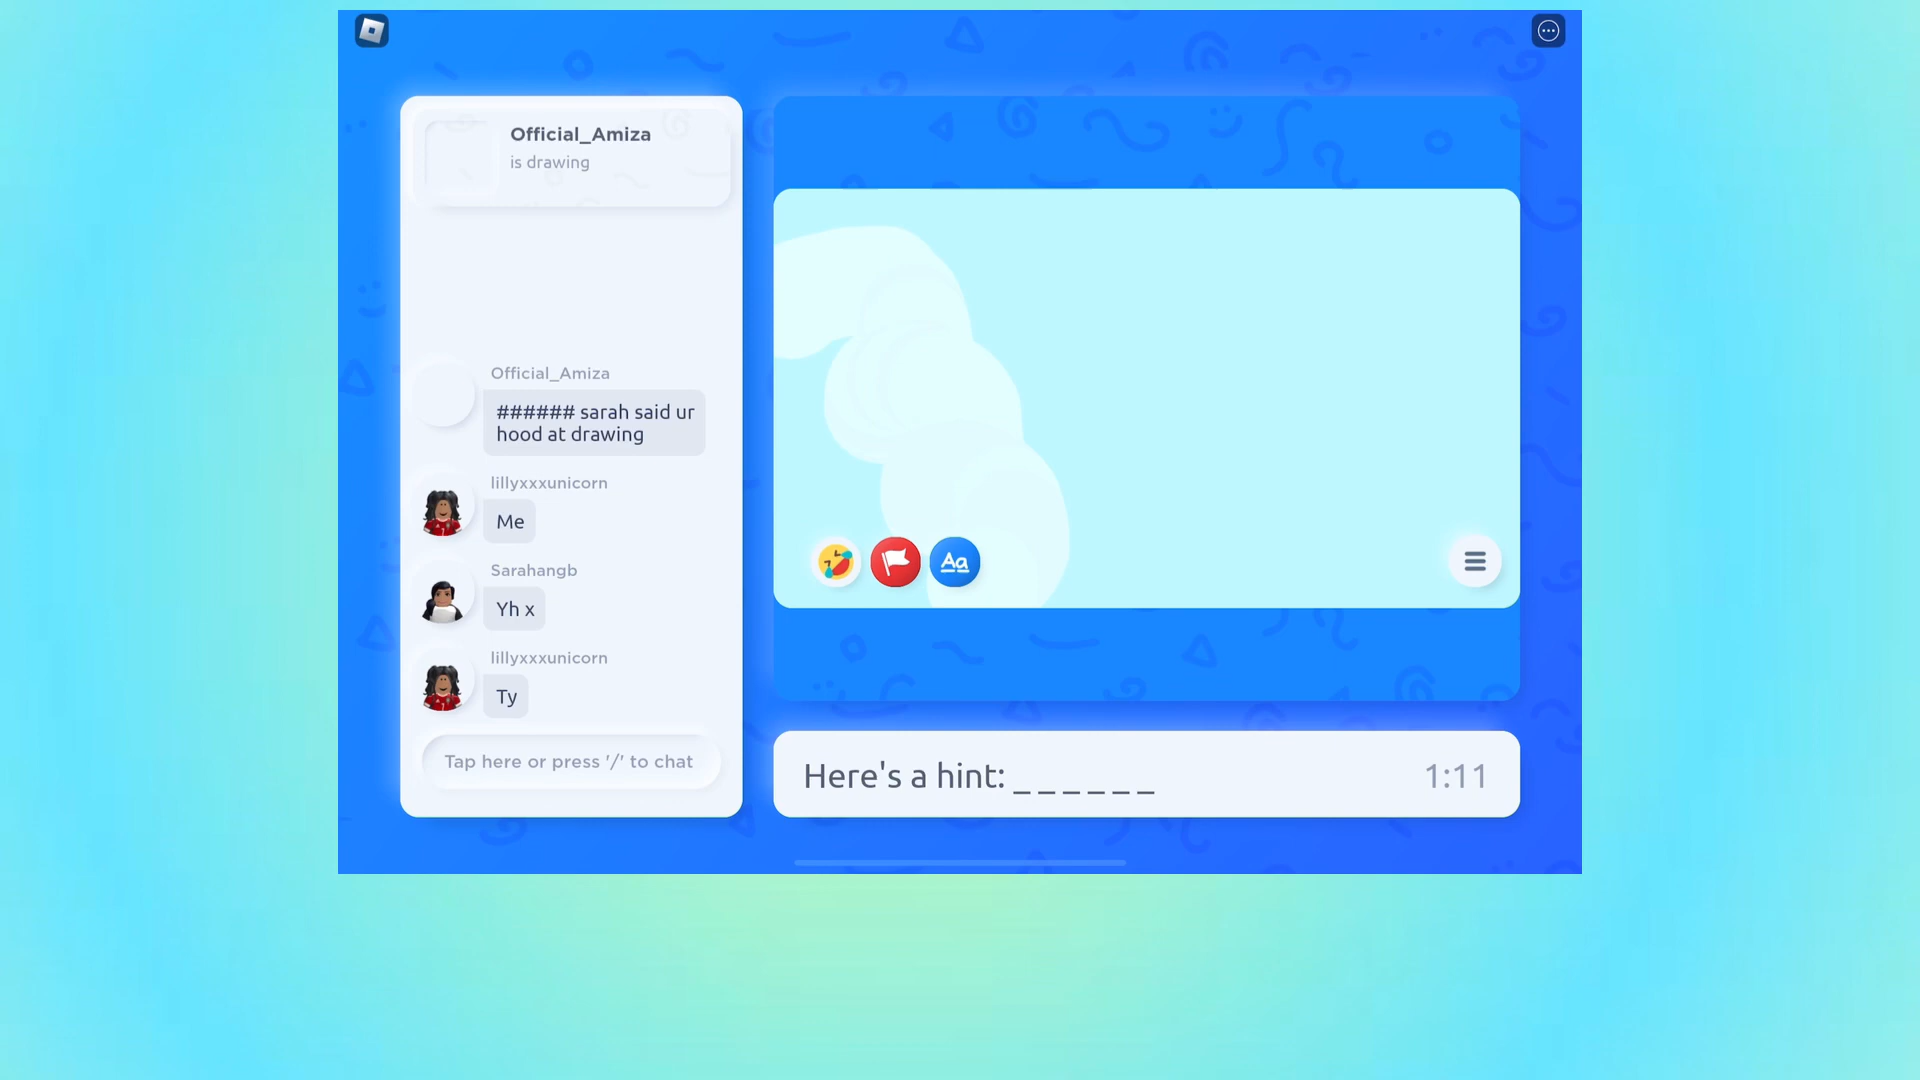 Official_Amiza
is drawing
Official_Amiza
###### sarah said ur
hood at drawing
lillyxxxunicorn
Me
Sarahangb
Yh x
lillyxxxunicorn
Ty
Tap here or press '/' to chat
Aa
Here's a hint: _ _ _ _ _ _
1:11